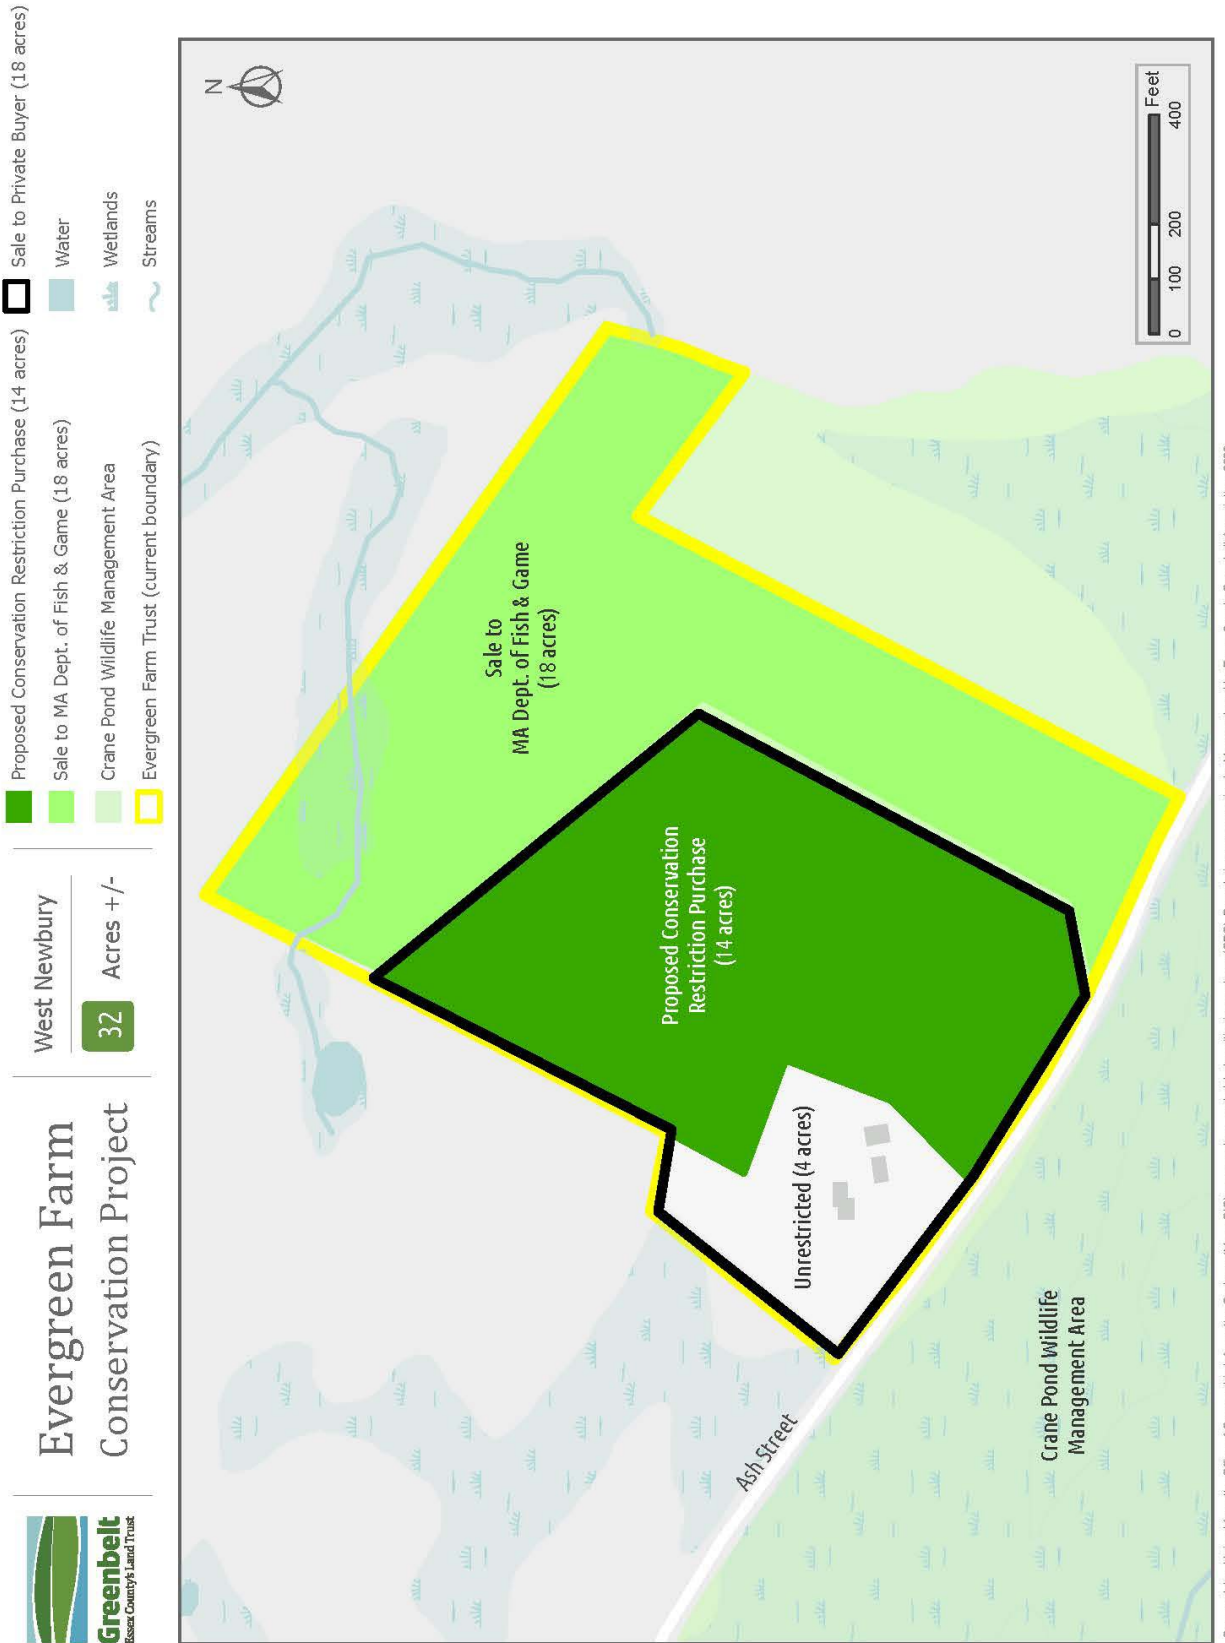 Greenbelt
Essex County's Land Trust
Evergreen Farm
Conservation Project
West Newbury
32 Acres +/-
Proposed Conservation Restriction Purchase (14 acres)
Sale to MA Dept. of Fish & Game (18 acres)
Crane Pond Wildlife Management Area
Evergreen Farm Trust (current boundary)
Sale to Private Buyer (18 acres)
Water
Wetlands
Streams
N
Sale to
MA Dept. of Fish & Game
(18 acres)
Proposed Conservation
Restriction Purchase
(14 acres)
Unrestricted (4 acres)
Ash Street
Crane Pond Wildlife
Management Area
0 100 200 400
Feet